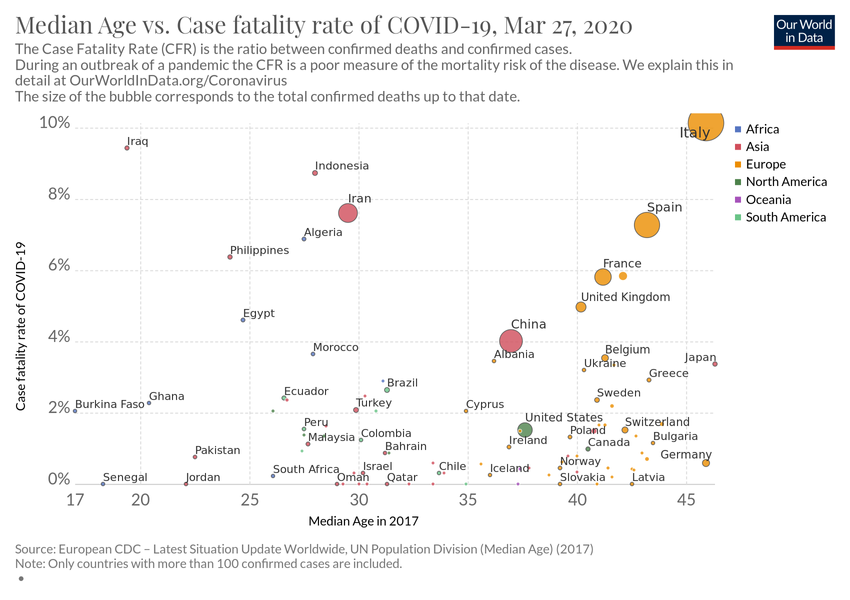 Median Age vs. Case fatality rate of COVID-19, Mar 27, 2020
Our World
in Data
The Case Fatality Rate (CFR) is the ratio between confirmed deaths and confirmed cases.
During an outbreak of a pandemic the CFR is a poor measure of the mortality risk of the disease. We explain this in
detail at OurWorldInData.org/Coronavirus
The size of the bubble corresponds to the total confirmed deaths up to that date.
Case fatality rate of COVID-19
10%
8%
6%
4%
2%
0%
Italy
Iraq
Indonesia
Iran
Spain
Algeria
Philippines
France
United Kingdom
Egypt
China
Morocco
Albania
Belgium
Japan
Ukraine
Greece
Brazil
Ecuador
Sweden
Ghana
Burkina Faso
Turkey
Cyprus
United States
Peru
Switzerland
Poland
Malaysia
Colombia
Bulgaria
Ireland
Canada
Bahrain
Pakistan
Germany
Norway
South Africa
Israel
Chile
Iceland
Senegal
Jordan
Oman
Qatar
Slovakia
Latvia
17
20
25
30
35
40
45
Median Age in 2017
Africa
Asia
Europe
North America
Oceania
South America
Source: European CDC – Latest Situation Update Worldwide, UN Population Division (Median Age) (2017)
Note: Only countries with more than 100 confirmed cases are included.